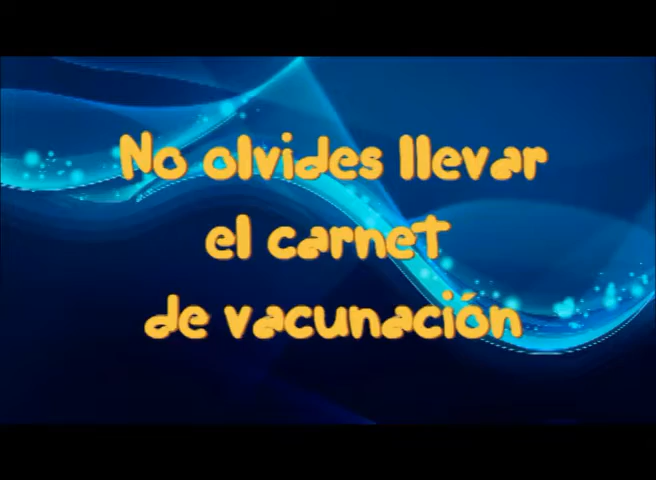 No olvides llevar
el carnet
de vacunación